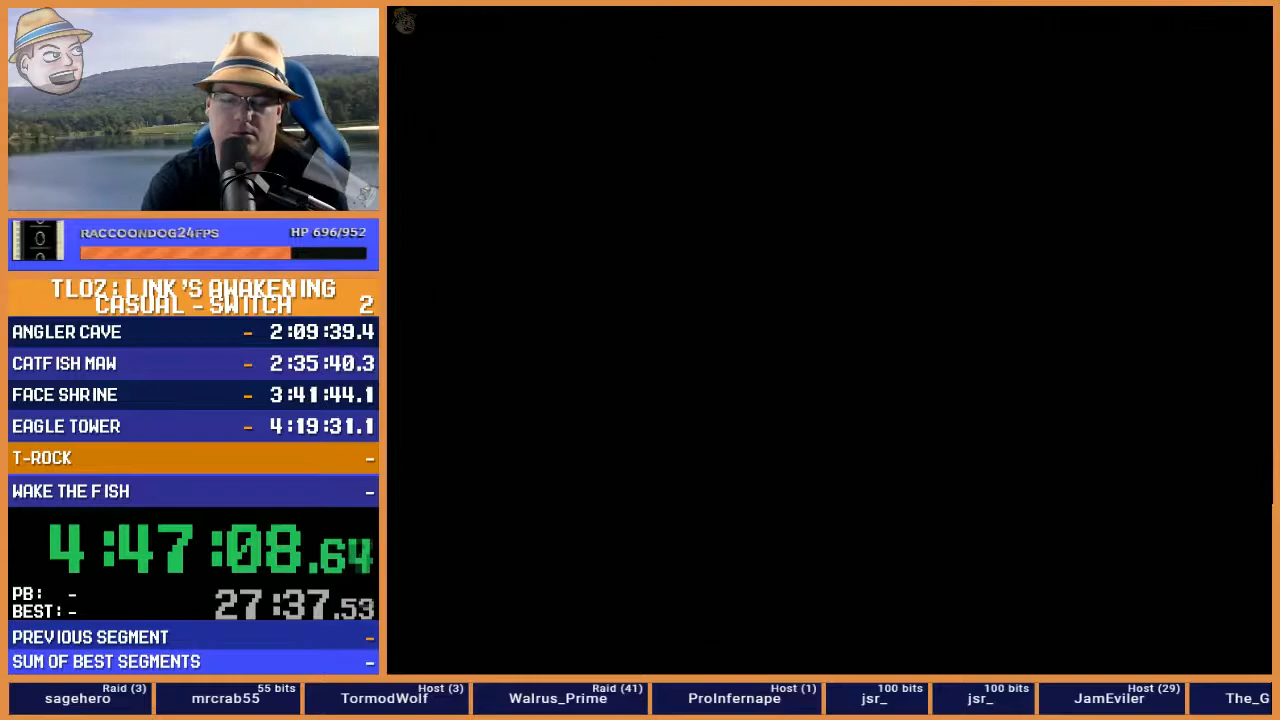 RACCOONDOG24FPS HP 696/952
TLOZ: LINK'S AWAKENING
CASUAL - SWITCH 2
ANGLER CAVE - 2:09:39.4
CATFISH MAW - 2:35:40.3
FACE SHRINE - 3:41:44.1
EAGLE TOWER - 4:19:31.1
T-ROCK -
WAKE THE FISH -
4:47:08.64
PB: -
BEST: - 27:37.53
PREVIOUS SEGMENT -
SUM OF BEST SEGMENTS -
Raid (3) 55 bits Host (3) Raid (41) Host (1) 100 bits 100 bits Host (29)
sagehero mrcrab55 TormodWolf Walrus_Prime ProInfernape jsr_ jsr_ JamEviler The_G